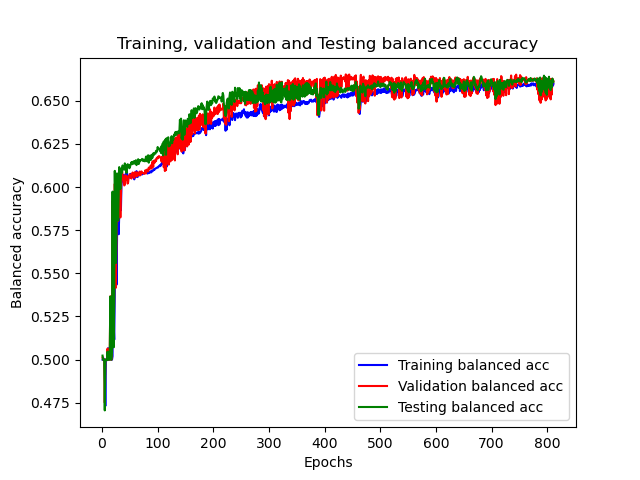 Training, validation and Testing balanced accuracy
Balanced accuracy
0.650
0.625
0.600
0.575
0.550
0.525
0.500
0.475
0
100
200
300
400
500
600
700
800
Epochs
Training balanced acc
Validation balanced acc
Testing balanced acc